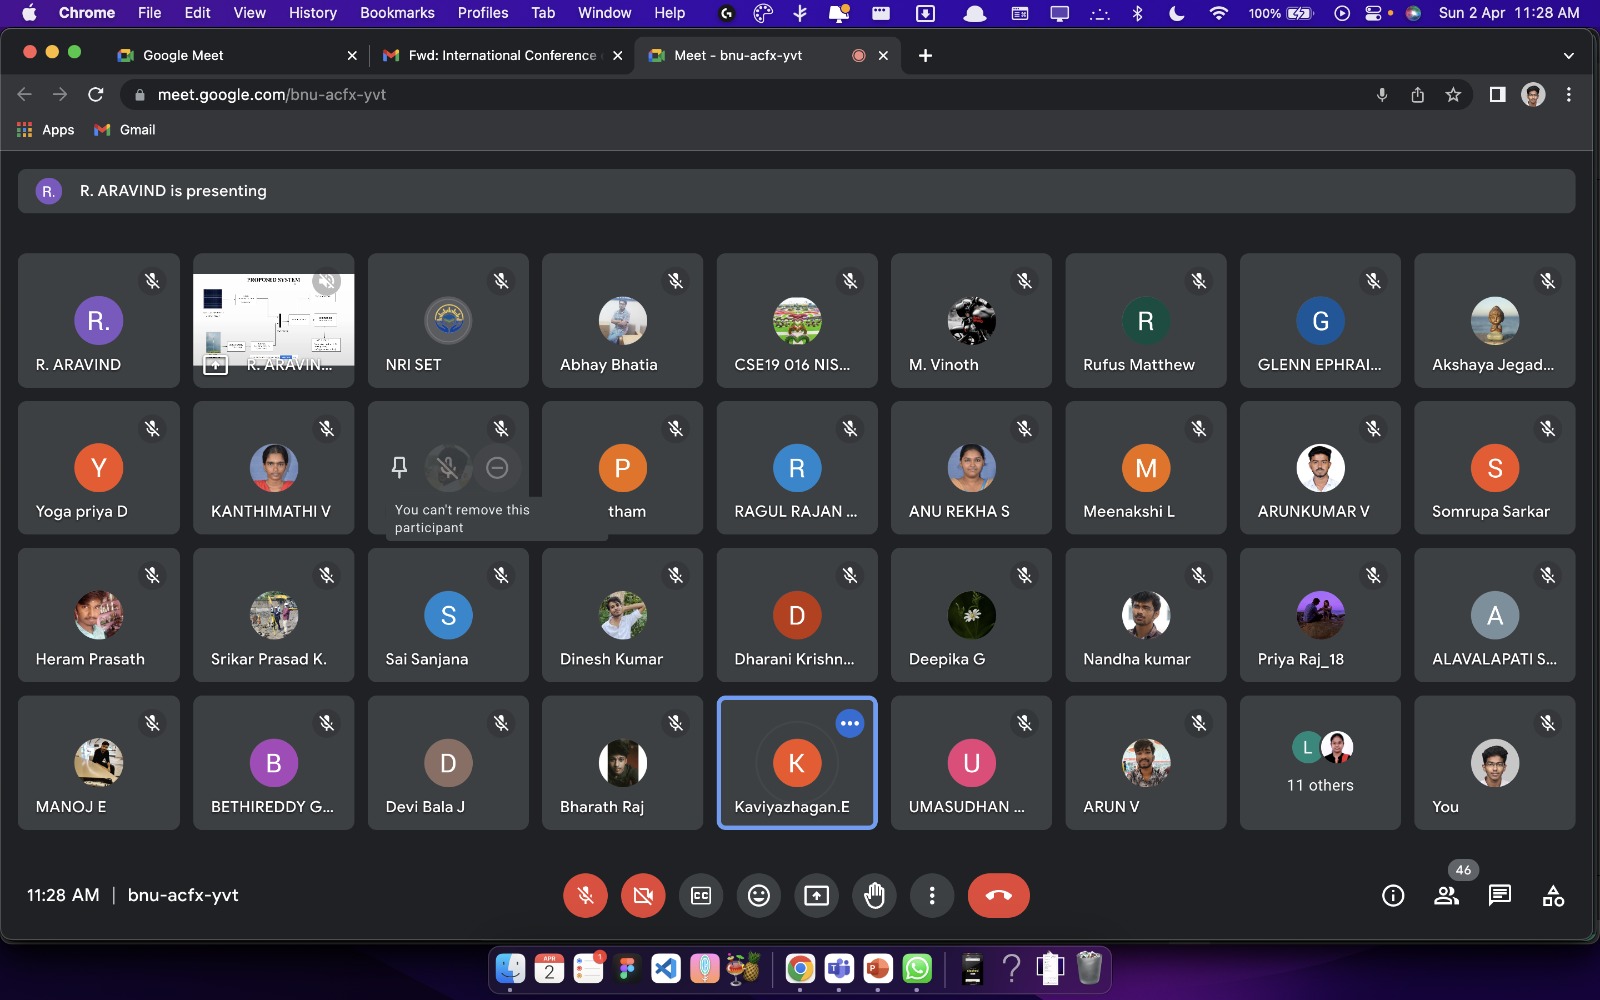 Chrome File Edit View History Bookmarks Profiles Tab Window Help 100% Sun 2 Apr 11:28 AM
Google Meet Fwd: International Conference Meet - bnu-acfx-yvt
meet.google.com/bnu-acfx-yvt
Apps Gmail
R. R. ARAVIND is presenting
PROPOSED SYSTEM
R. R G
R. ARAVIND R. ARAVIN... NRI SET Abhay Bhatia CSE19 016 NIS... M. Vinoth Rufus Matthew GLENN EPHRAI... Akshaya Jegad...
Y P R M S
Yoga priya D KANTHIMATHI V You can't remove this participant tham RAGUL RAJAN ... ANU REKHA S Meenakshi L ARUNKUMAR V Somrupa Sarkar
S D A
Heram Prasath Srikar Prasad K. Sai Sanjana Dinesh Kumar Dharani Krishn... Deepika G Nandha kumar Priya Raj_18 ALAVALAPATI S...
B D K U L
11 others
MANOJ E BETHIREDDY G... Devi Bala J Bharath Raj Kaviyazhagan.E UMASUDHAN ... ARUN V You
46
11:28 AM | bnu-acfx-yvt CC
APR 1
2